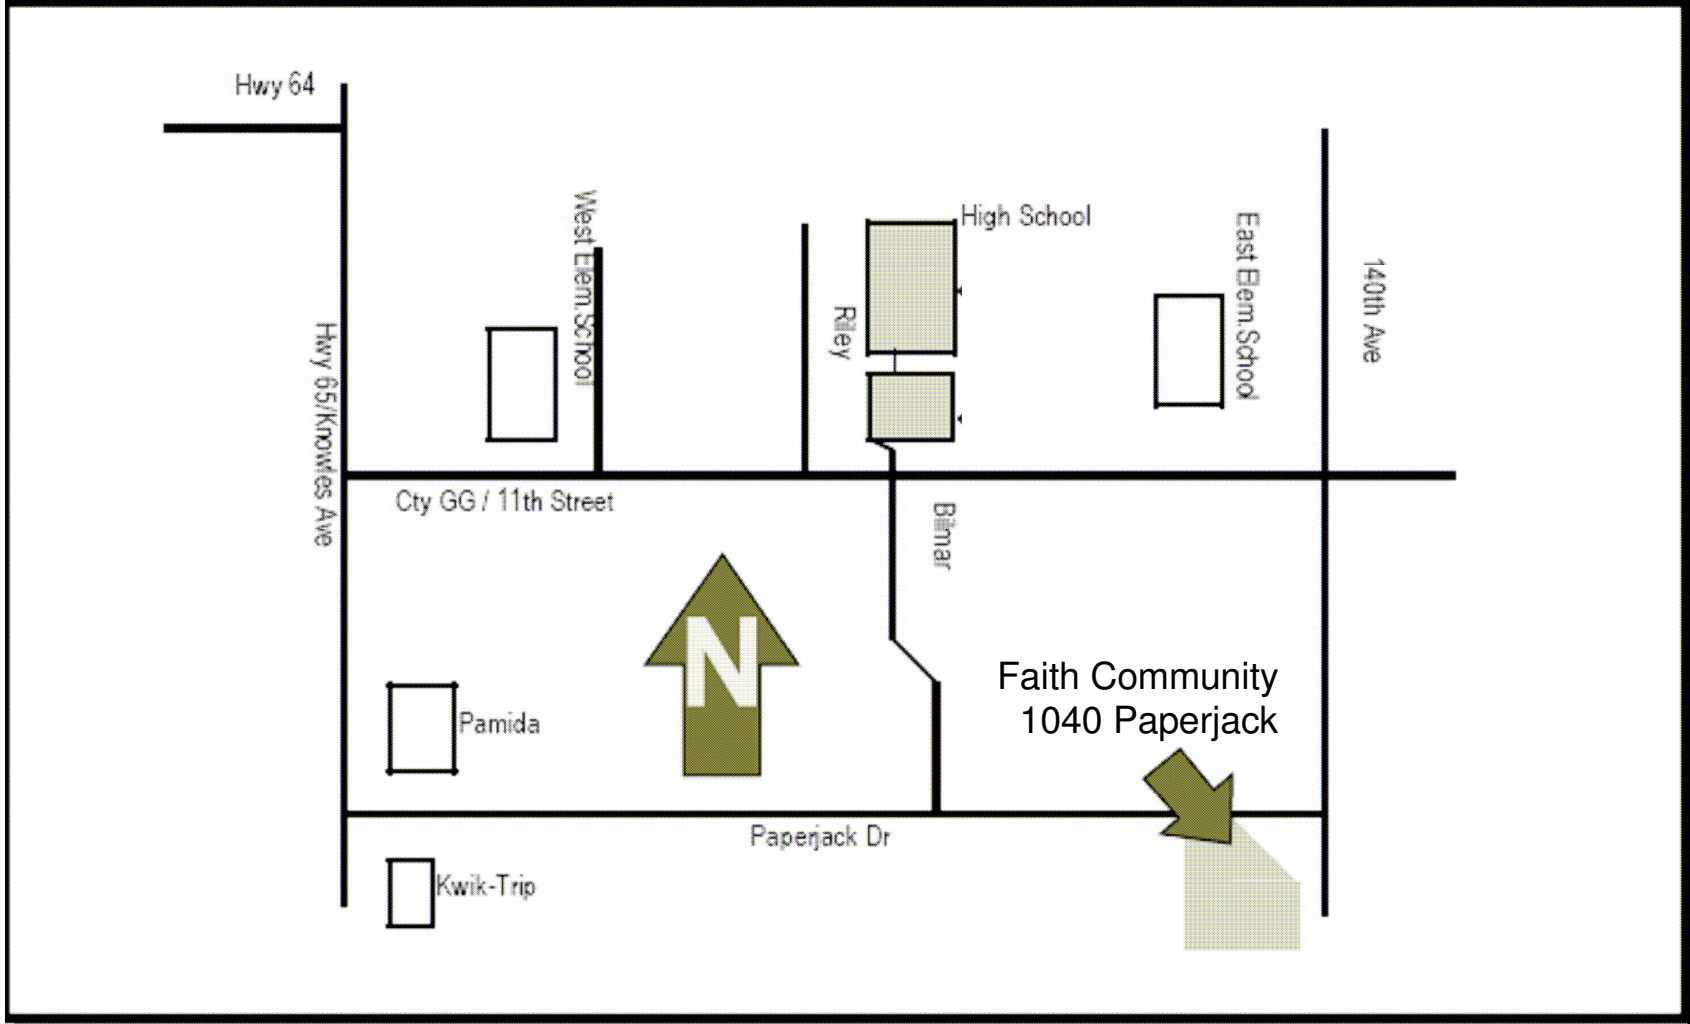 Hwy 64
West Elem.School
High School
East Elem.School
140th Ave
Riley
Hwy 65/Knowles Ave
Cty GG / 11th Street
Bilmar
N
Faith Community
1040 Paperjack
Pamida
Paperjack Dr
Kwik-Trip